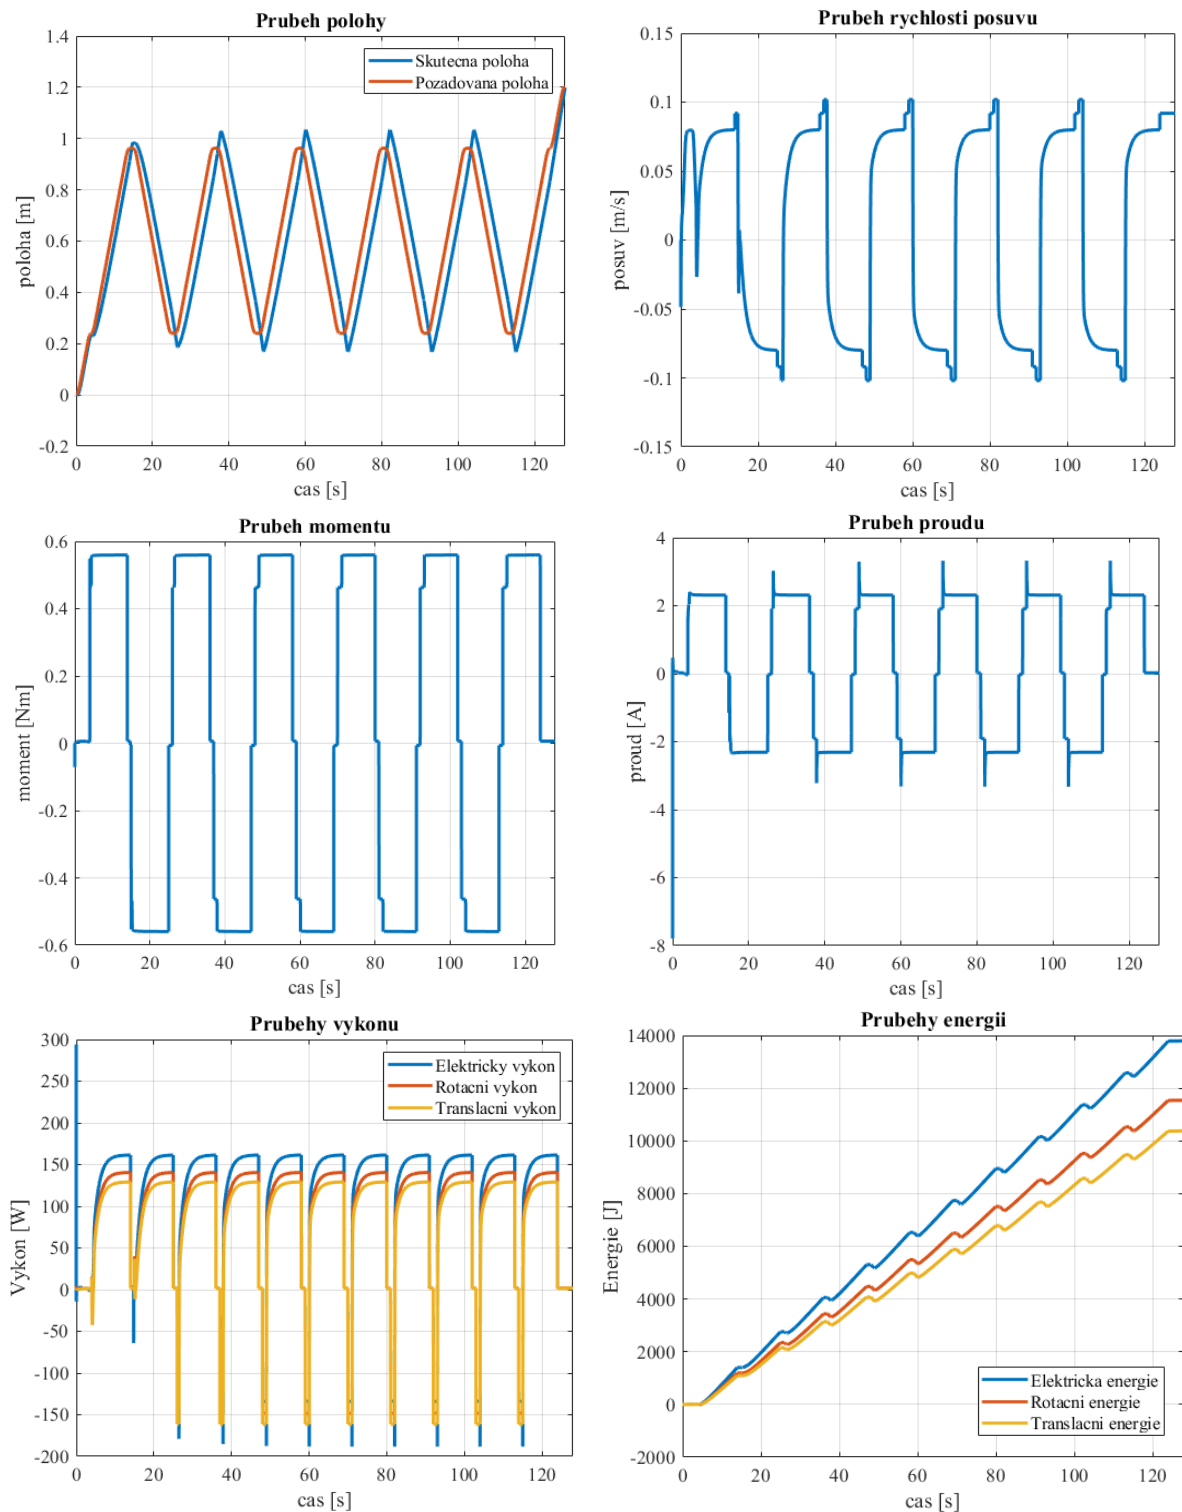 Prubeh polohy
1.4
1.2
1
0.8
0.6
0.4
0.2
0
-0.2
poloha [m]
Skutecna poloha
Pozadovana poloha
0 20 40 60 80 100 120
cas [s]
Prubeh rychlosti posuvu
0.15
0.1
0.05
0
-0.05
-0.1
-0.15
posuv [m/s]
0 20 40 60 80 100 120
cas [s]
Prubeh momentu
0.6
0.4
0.2
0
-0.2
-0.4
-0.6
moment [Nm]
0 20 40 60 80 100 120
cas [s]
Prubeh proudu
4
2
0
-2
-4
-6
-8
proud [A]
0 20 40 60 80 100 120
cas [s]
Prubehy vykonu
300
250
200
150
100
50
0
-50
-100
-150
-200
Vykon [W]
Elektricky vykon
Rotacni vykon
Translacni vykon
0 20 40 60 80 100 120
cas [s]
Prubehy energii
14000
12000
10000
8000
6000
4000
2000
0
-2000
Energie [J]
Elektricka energie
Rotacni energie
Translacni energie
0 20 40 60 80 100 120
cas [s]